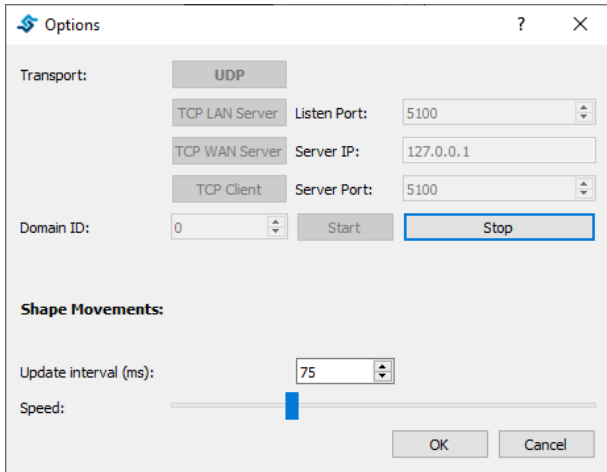 Options ?
Transport: UDP
TCP LAN Server Listen Port: 5100
TCP WAN Server Server IP: 127.0.0.1
TCP Client Server Port: 5100
Domain ID: 0 Start Stop
Shape Movements:
Update interval (ms): 75
Speed:
OK Cancel